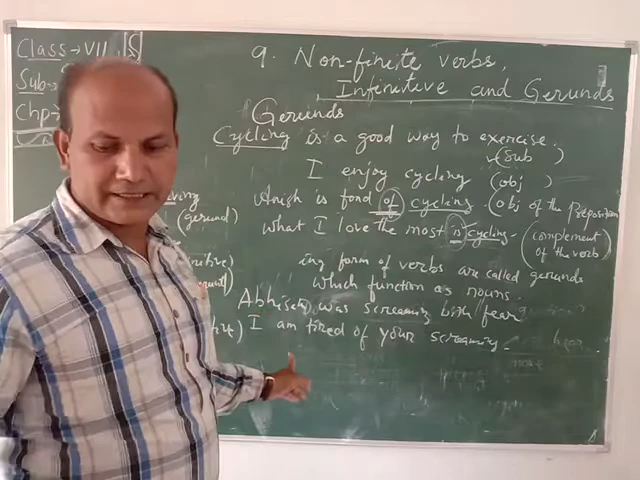 Class → VII
Sub→
Chp→
9. Non-finite verbs,
Infinitive and Gerunds
Gerunds
Cycling is a good way to exercise.
(Sub)
I enjoy cycling (obj)
Anish is fond of cycling. (obj of the preposition
What I love the most is cycling. (complement of the verb)
(gerund)
ing form of verbs are called gerunds
which function as nouns.
Abhisek was screaming with fear
I am tired of your screaming.